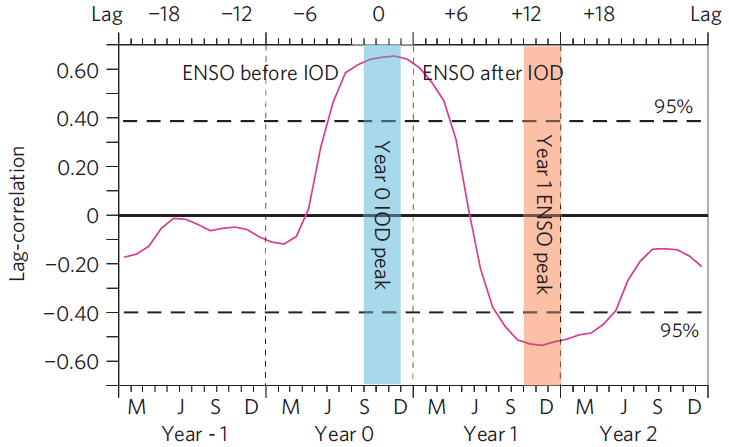 Lag −18 −12 −6 0 +6 +12 +18 Lag
ENSO before IOD ENSO after IOD
0.60
95%
0.40
0.20
0
−0.20
−0.40
95%
−0.60
Lag-correlation
Year 0 IOD peak
Year 1 ENSO peak
M J S D M J S D M J S D M J S D
Year - 1 Year 0 Year 1 Year 2